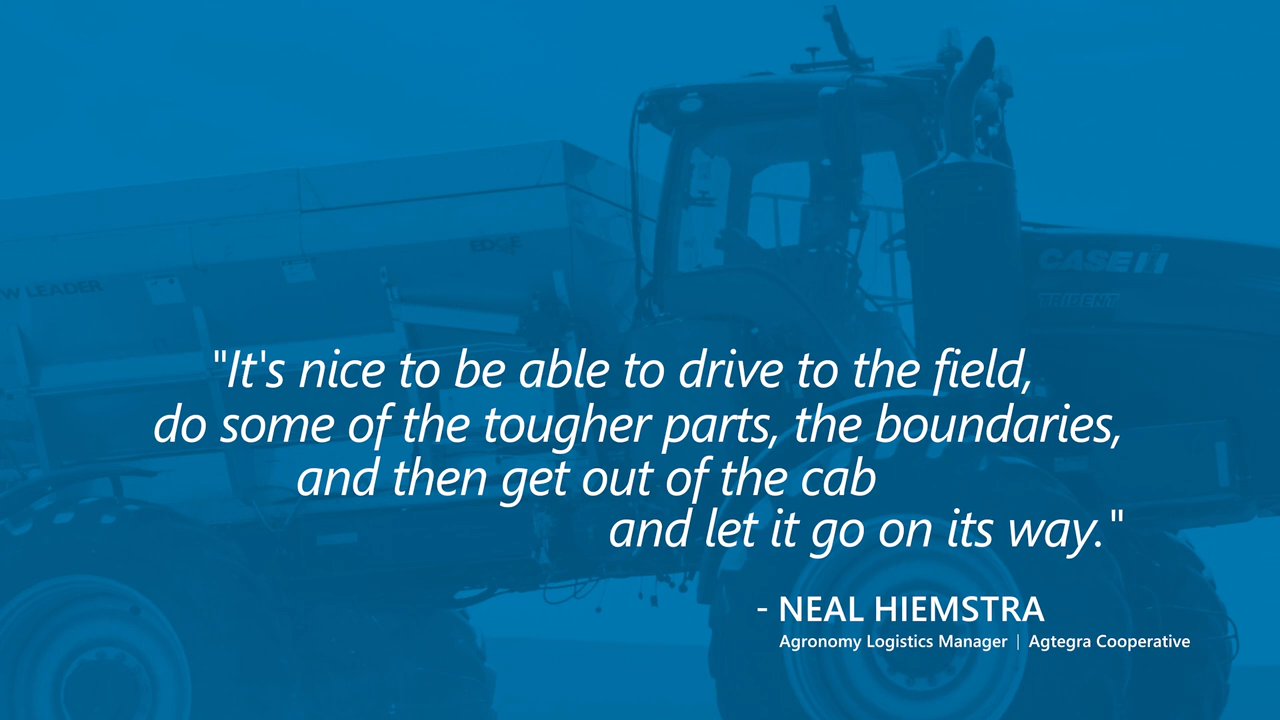 EDGE
W LEADER
CASE IH
TRIDENT
"It's nice to be able to drive to the field,
do some of the tougher parts, the boundaries,
and then get out of the cab
and let it go on its way."
- NEAL HIEMSTRA
Agronomy Logistics Manager | Agtegra Cooperative